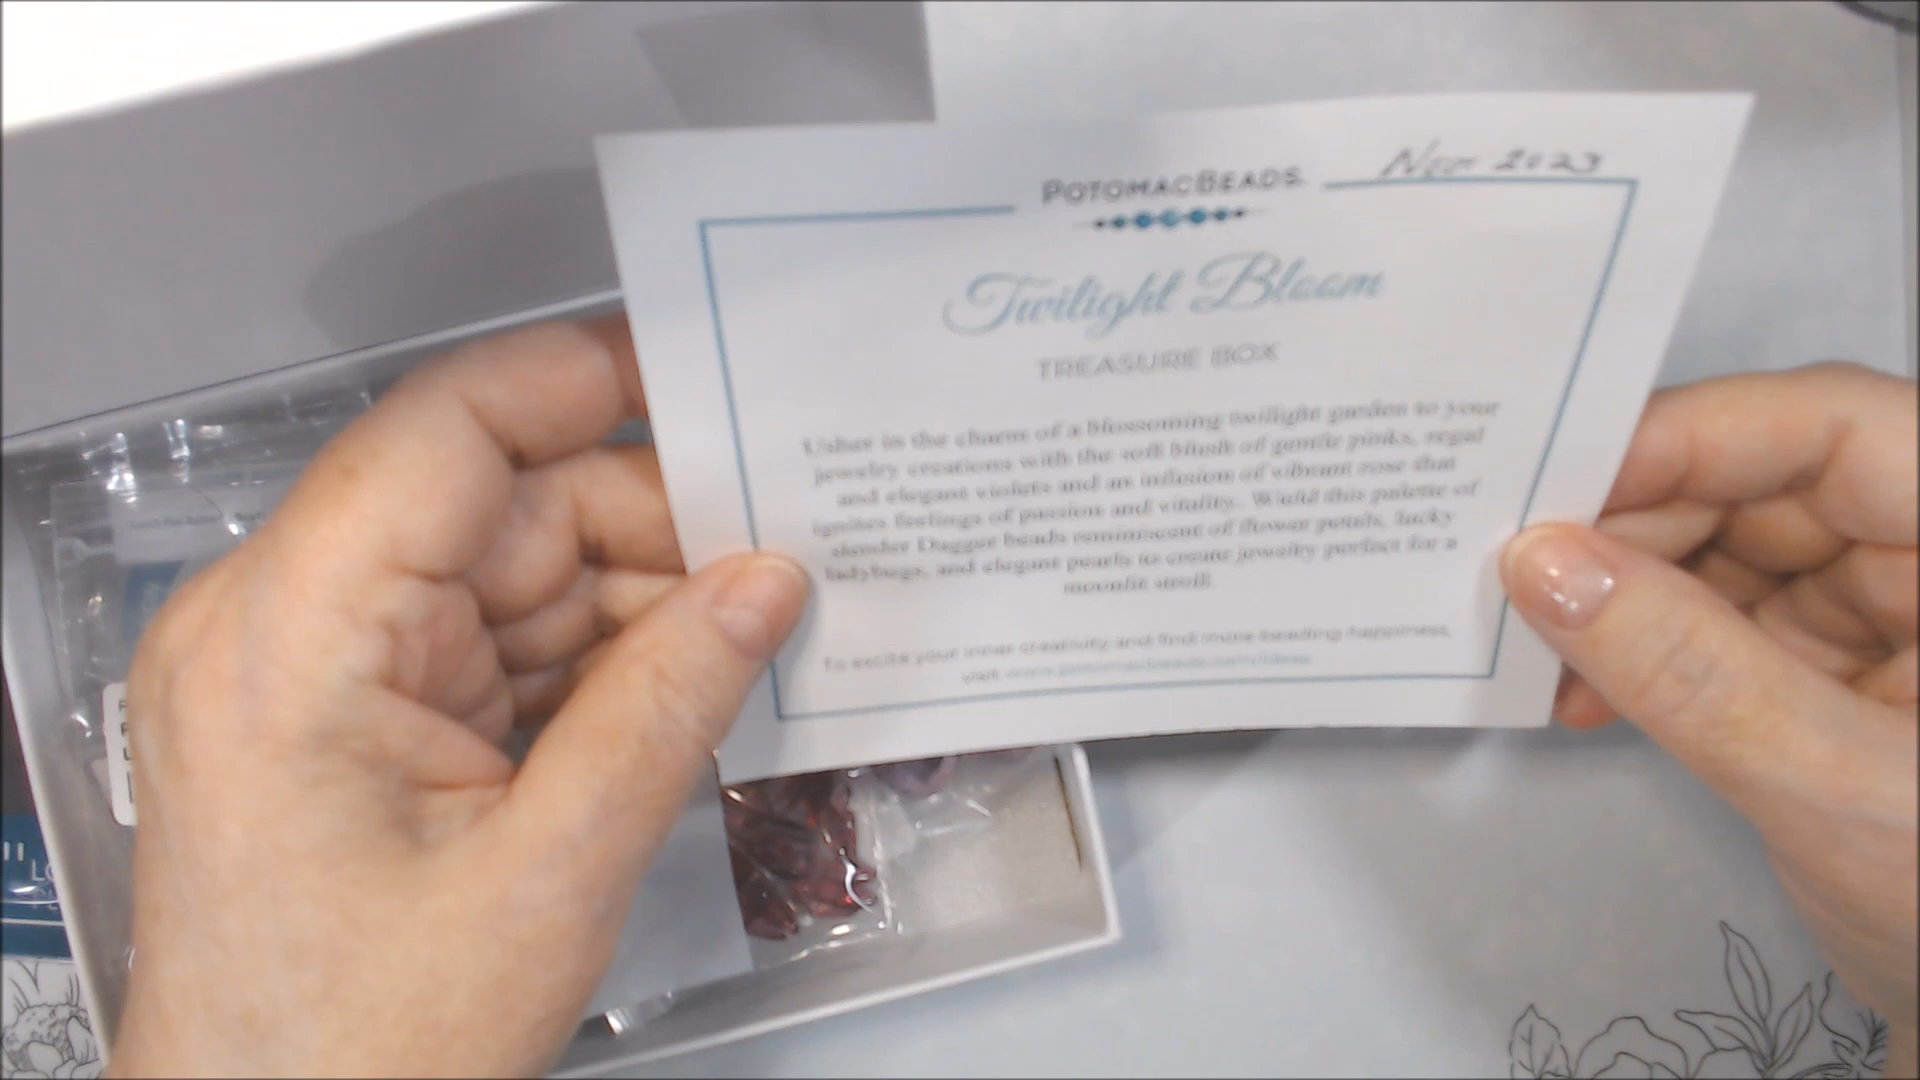 Nov 2023
POTOMACBEADS
Twilight Bloom
TREASURE BOX
Usher in the charm of a blossoming twilight garden to your
jewelry creations with the soft blush of gentle pinks, regal
and elegant violets and an infusion of vibrant rose that
ignites feelings of passion and vitality. Wield this palette of
slender Dagger beads reminiscent of flower petals, lucky
ladybugs, and elegant pearls to create jewelry perfect for a
moonlit stroll.
To excite your inner creativity and find more beading happiness,
visit www.potomacbeads.com/ideas